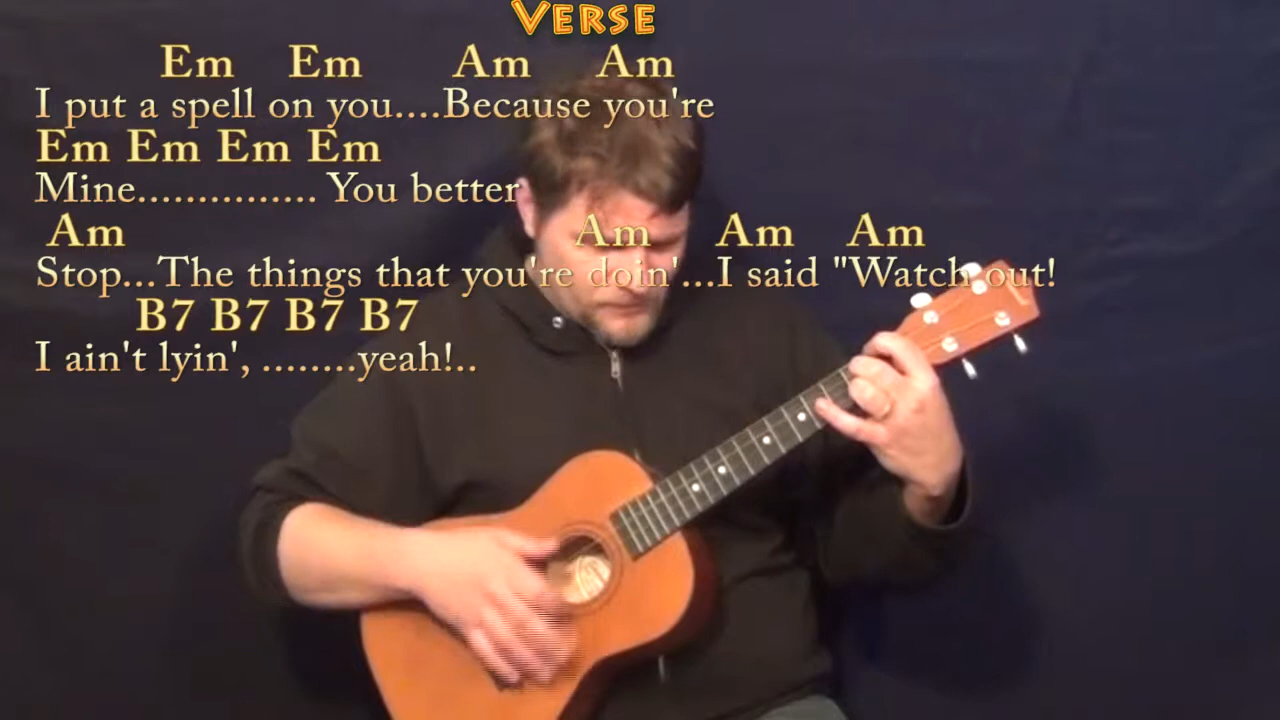 VERSE
Em Em Am Am
I put a spell on you....Because you're
Em Em Em Em
Mine............... You better
Am Am Am Am
Stop...The things that you're doin'...I said "Watch out!
B7 B7 B7 B7
I ain't lyin', ........yeah!..